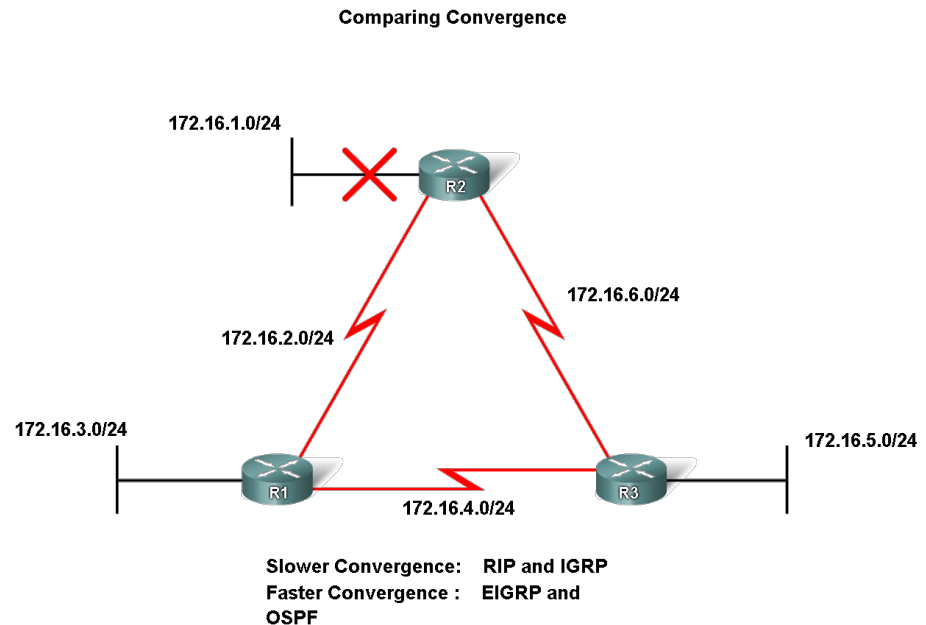 Comparing Convergence
172.16.1.0/24
R2
172.16.6.0/24
172.16.2.0/24
172.16.3.0/24
172.16.5.0/24
R1
R3
172.16.4.0/24
Slower Convergence: RIP and IGRP
Faster Convergence : EIGRP and
OSPF